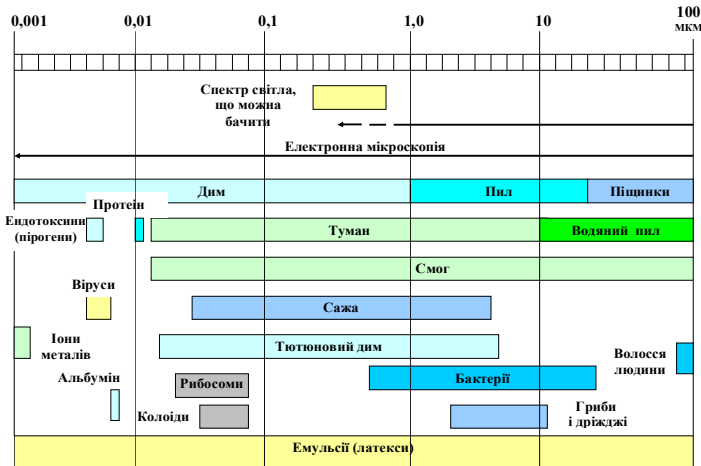 0,001 0,01 0,1 1,0 10 100
мкм
Спектр світла,
що можна
бачити
Електронна мікроскопія
Дим Пил Піщинки
Протеін
Ендотоксини
(пірогени)
Туман Водяний пил
Смог
Віруси
Сажа
Іони
металів
Тютюновий дим
Волосся
людини
Альбумін
Рибосоми
Бактерії
Колоіди
Гриби
і дріжджі
Емульсії (латекси)